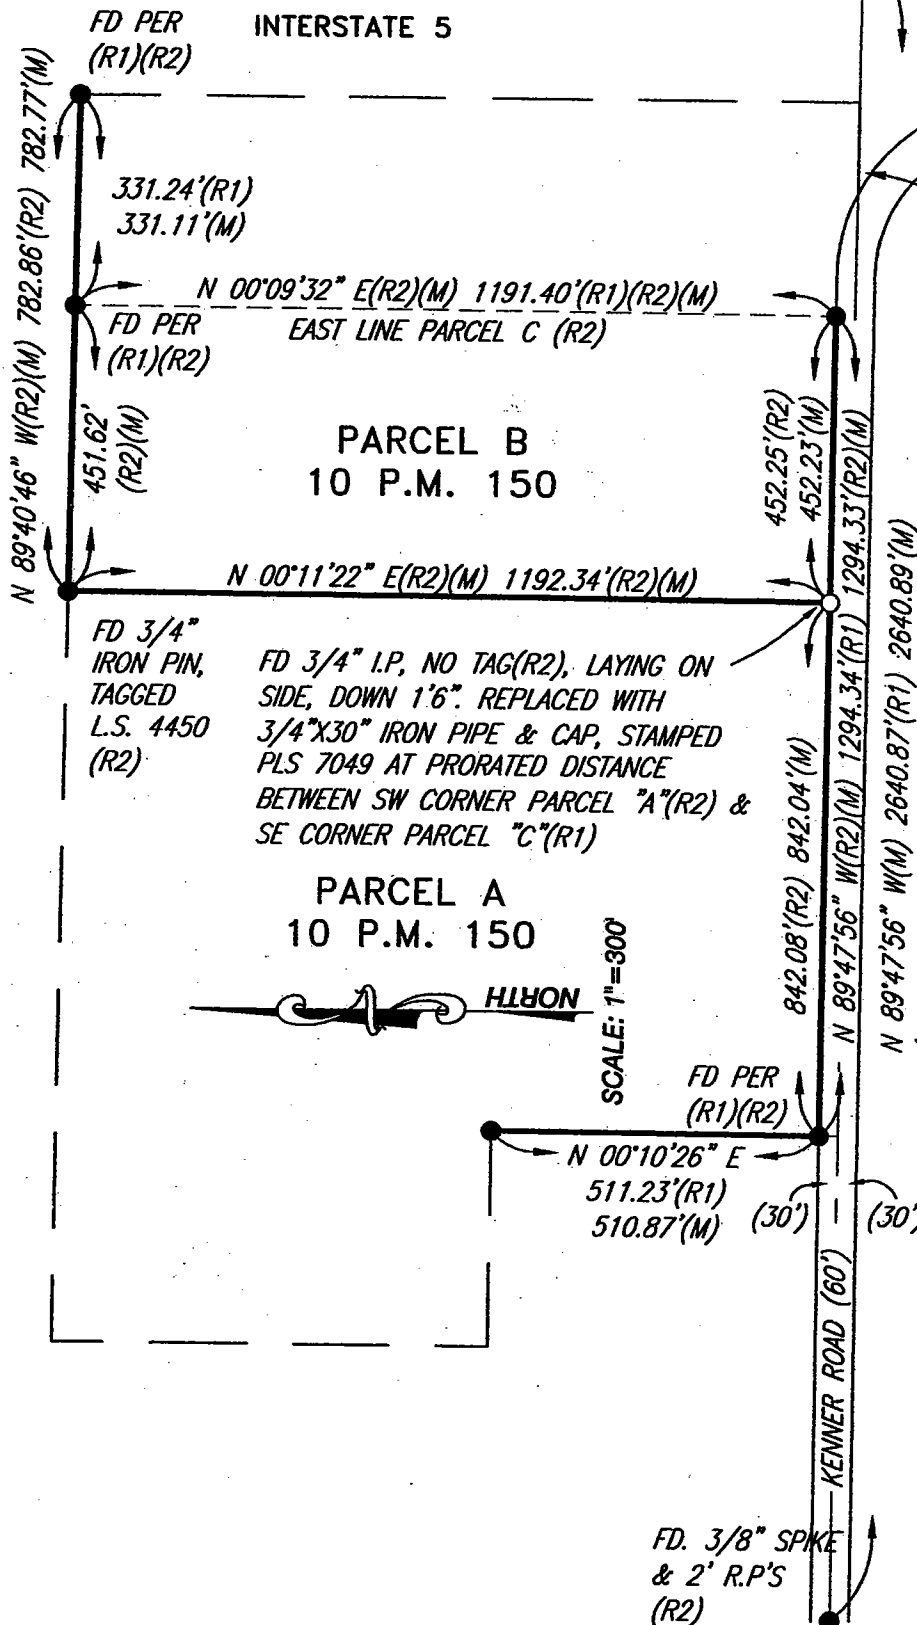 FD PER
(R1)(R2)
INTERSTATE 5
N 89°40'46" W(R2)(M) 782.86'(R2) 782.77'(M)
331.24'(R1)
331.11'(M)
N 00°09'32" E(R2)(M) 1191.40'(R1)(R2)(M)
EAST LINE PARCEL C (R2)
FD PER
(R1)(R2)
451.62'
(R2)(M)
PARCEL B
10 P.M. 150
452.25'(R2)
452.23'(M)
N 89°47'56" W(R2)(M) 1294.34'(R1) 1294.33'(R2)(M)
N 89°47'56" W(M) 2640.87'(R1) 2640.89'(M)
N 00°11'22" E(R2)(M) 1192.34'(R2)(M)
FD 3/4"
IRON PIN,
TAGGED
L.S. 4450
(R2)
FD 3/4" I.P., NO TAG(R2), LAYING ON
SIDE, DOWN 1'6". REPLACED WITH
3/4"X30" IRON PIPE & CAP, STAMPED
PLS 7049 AT PRORATED DISTANCE
BETWEEN SW CORNER PARCEL "A"(R2) &
SE CORNER PARCEL "C"(R1)
842.08'(R2) 842.04'(M)
PARCEL A
10 P.M. 150
NORTH
SCALE: 1"=300'
FD PER
(R1)(R2)
N 00°10'26" E
511.23'(R1)
510.87'(M)
(30')
(30')
KENNER ROAD (60')
FD. 3/8" SPIKE
& 2' R.P'S
(R2)